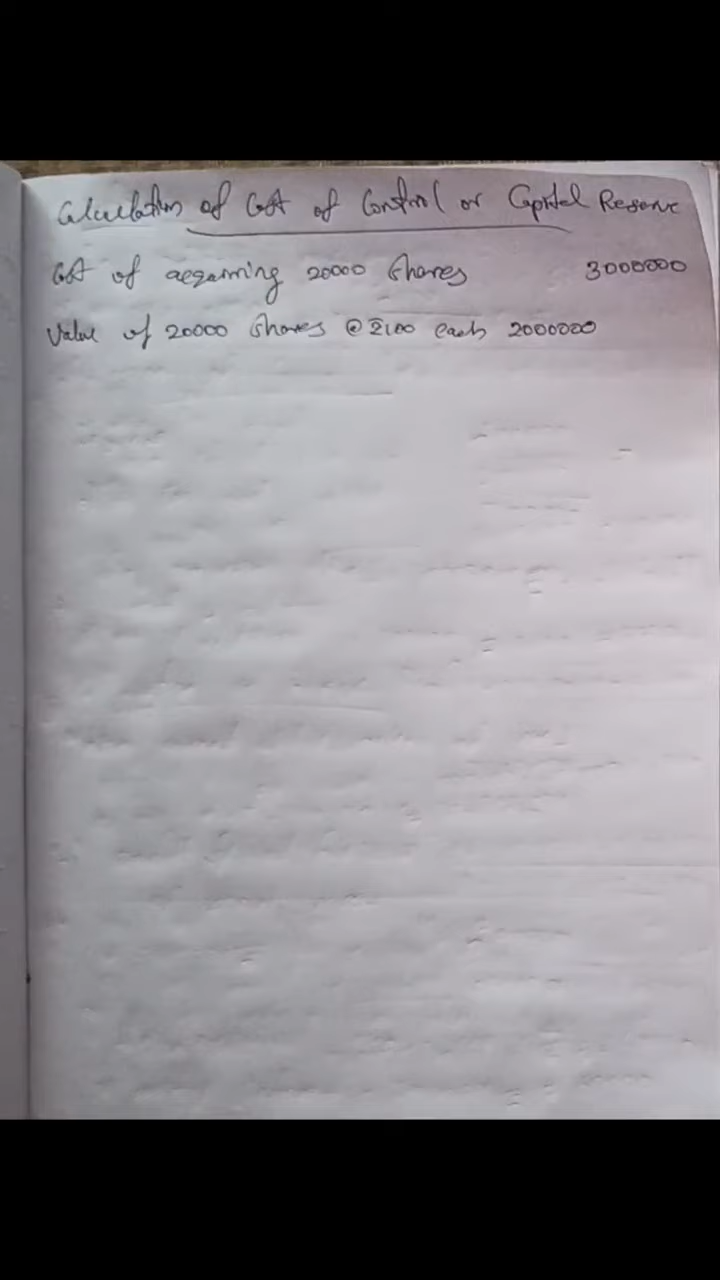 Calculation of Cost of Control or Capital Reserve
Cost of acquiring 20000 Shares 3000000
Value of 20000 Shares @ ₹100 each 2000000